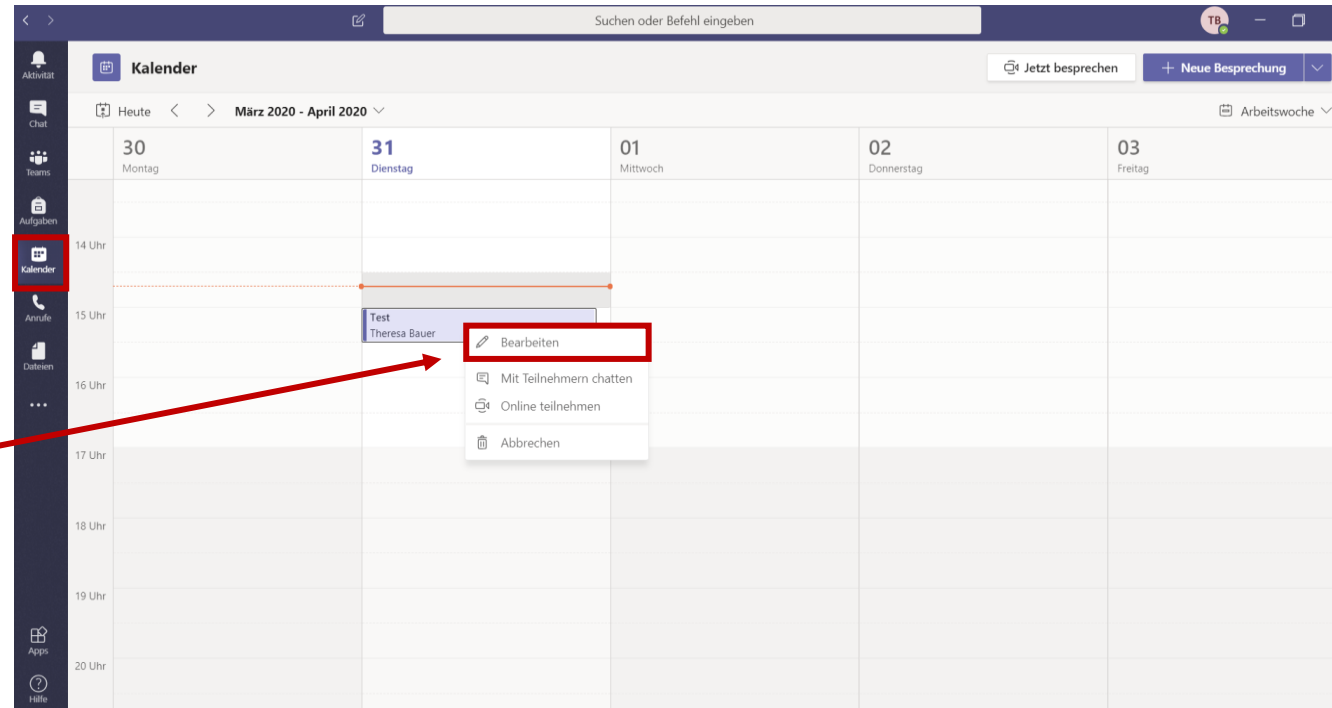 Suchen oder Befehl eingeben
TB
Aktivität
Chat
Teams
Aufgaben
Kalender
Anrufe
Dateien
Apps
Hilfe
Kalender
Jetzt besprechen
Neue Besprechung
Heute
März 2020 - April 2020
Arbeitswoche
30
Montag
31
Dienstag
01
Mittwoch
02
Donnerstag
03
Freitag
14 Uhr
15 Uhr
Test
Theresa Bauer
Bearbeiten
Mit Teilnehmern chatten
Online teilnehmen
Abbrechen
16 Uhr
17 Uhr
18 Uhr
19 Uhr
20 Uhr